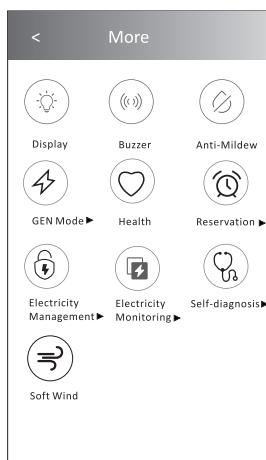 < More
Display Buzzer Anti-Mildew
GEN Mode▶ Health Reservation▶
Electricity Electricity Self-diagnosis▶
Management▶ Monitoring▶
Soft Wind